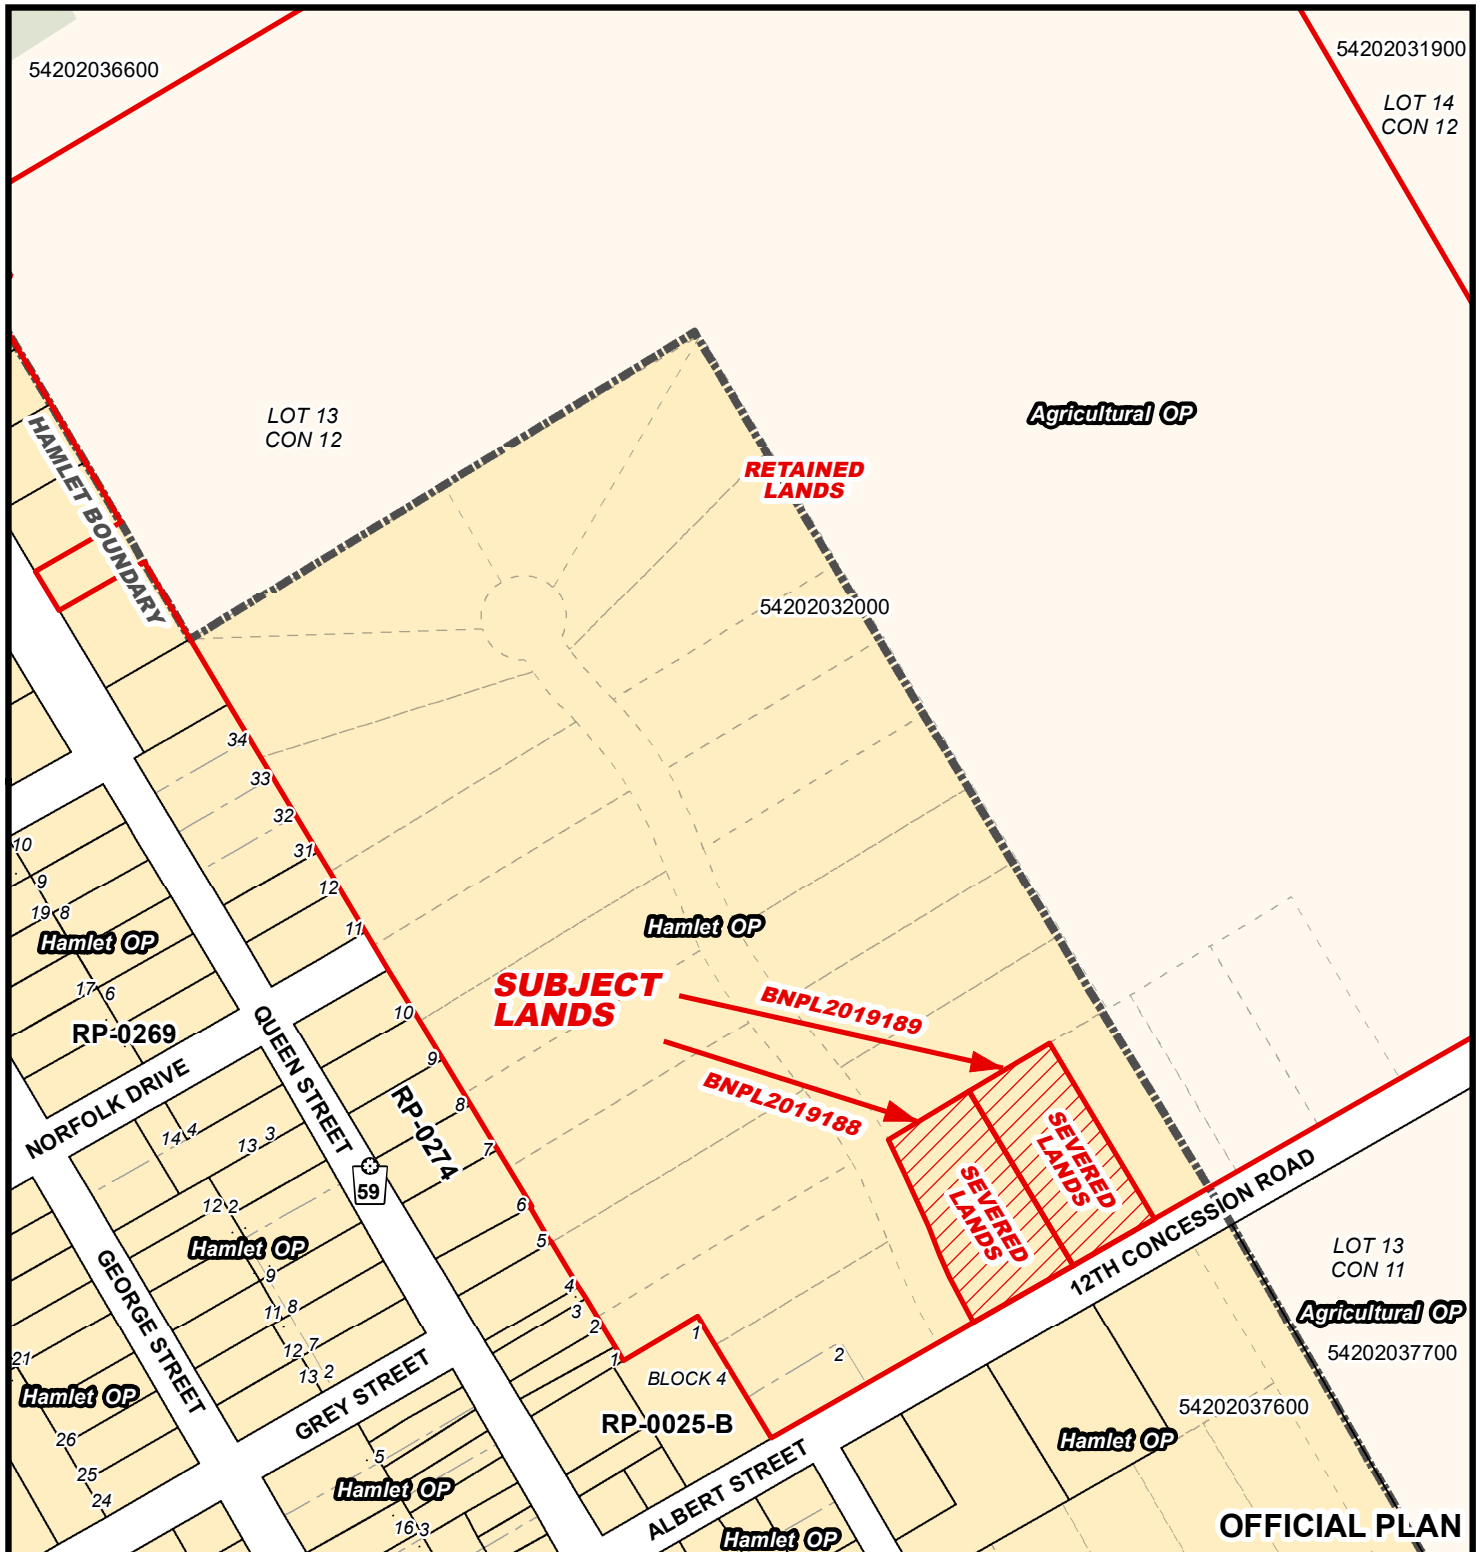 54202036600
54202031900
LOT 14
CON 12
LOT 13
CON 12
Agricultural OP
HAMLET BOUNDARY
RETAINED
LANDS
54202032000
34
33
32
31
12
11
10
9
8
7
6
5
4
3
2
1
10
9
19 8
Hamlet OP
17 6
RP-0269
Hamlet OP
SUBJECT
LANDS
BNPL2019189
BNPL2019188
SEVERED
LANDS
SEVERED
LANDS
QUEEN STREET
NORFOLK DRIVE
RP-0274
14 4
13 3
59
12 2
Hamlet OP
9
11 8
12 7
13 2
GEORGE STREET
GREY STREET
12TH CONCESSION ROAD
LOT 13
CON 11
Agricultural OP
54202037700
21
Hamlet OP
26
25
24
1
2
BLOCK 4
RP-0025-B
54202037600
Hamlet OP
5
Hamlet OP
16 3
ALBERT STREET
Hamlet OP
OFFICIAL PLAN